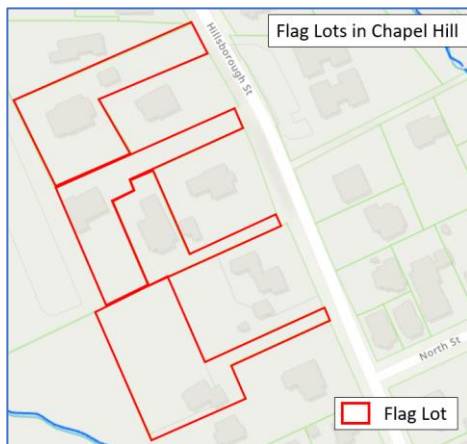 Flag Lots in Chapel Hill
Hillsborough St
North St
Flag Lot